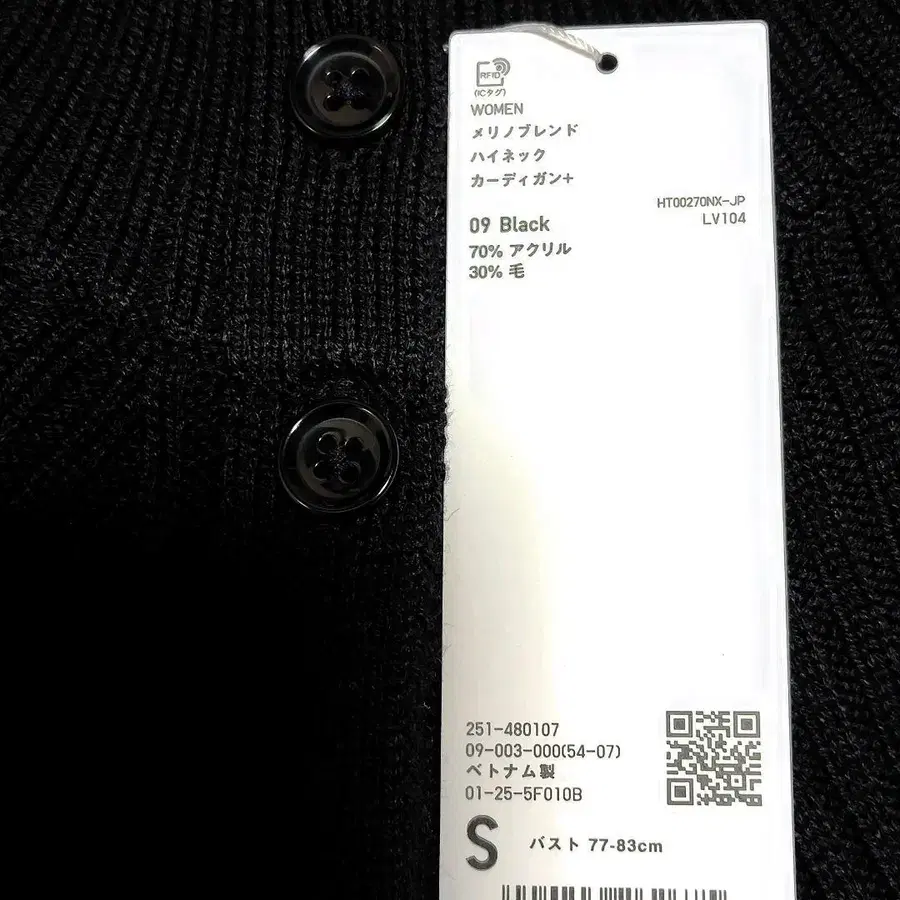 RFID
(ICタグ)
WOMEN
メリノブレンド
ハイネック
カーディガン+
HT00270NX-JP
LV104
09 Black
70% アクリル
30% 毛
251-480107
09-003-000(54-07)
ベトナム製
01-25-5F010B
S バスト 77-83cm